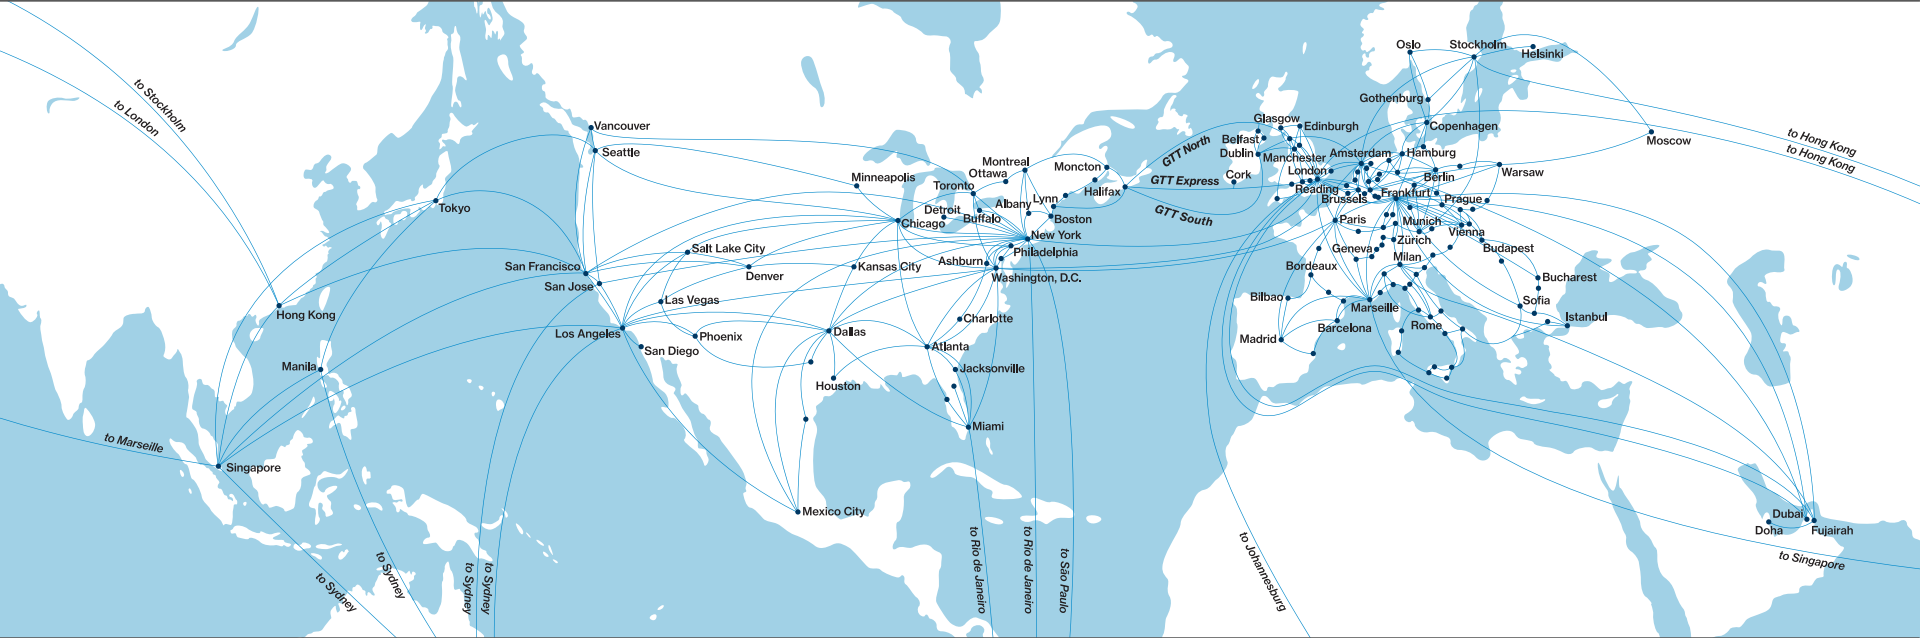 to Stockholm
to London
Tokyo
Hong Kong
Manila
to Marseille
Singapore
to Sydney
to Sydney
to Sydney
to Sydney
Vancouver
Seattle
San Francisco
San Jose
Los Angeles
San Diego
Salt Lake City
Denver
Las Vegas
Phoenix
Minneapolis
Kansas City
Dallas
Houston
Mexico City
Chicago
Detroit
Toronto
Buffalo
Ottawa
Montreal
Albany
Lynn
Boston
Moncton
Halifax
New York
Philadelphia
Ashburn
Washington, D.C.
Charlotte
Atlanta
Jacksonville
Miami
to Rio de Janeiro
to Rio de Janeiro
to São Paulo
GTT North
GTT Express
GTT South
Glasgow
Edinburgh
Belfast
Dublin
Manchester
Cork
London
Reading
Amsterdam
Brussels
Paris
Oslo
Stockholm
Helsinki
Gothenburg
Copenhagen
Hamburg
Berlin
Warsaw
Moscow
Frankfurt
Prague
Munich
Vienna
Zürich
Budapest
Geneva
Milan
Bordeaux
Bilbao
Marseille
Madrid
Barcelona
Rome
Bucharest
Sofia
Istanbul
to Hong Kong
to Hong Kong
Dubai
Doha
Fujairah
to Singapore
to Johannesburg